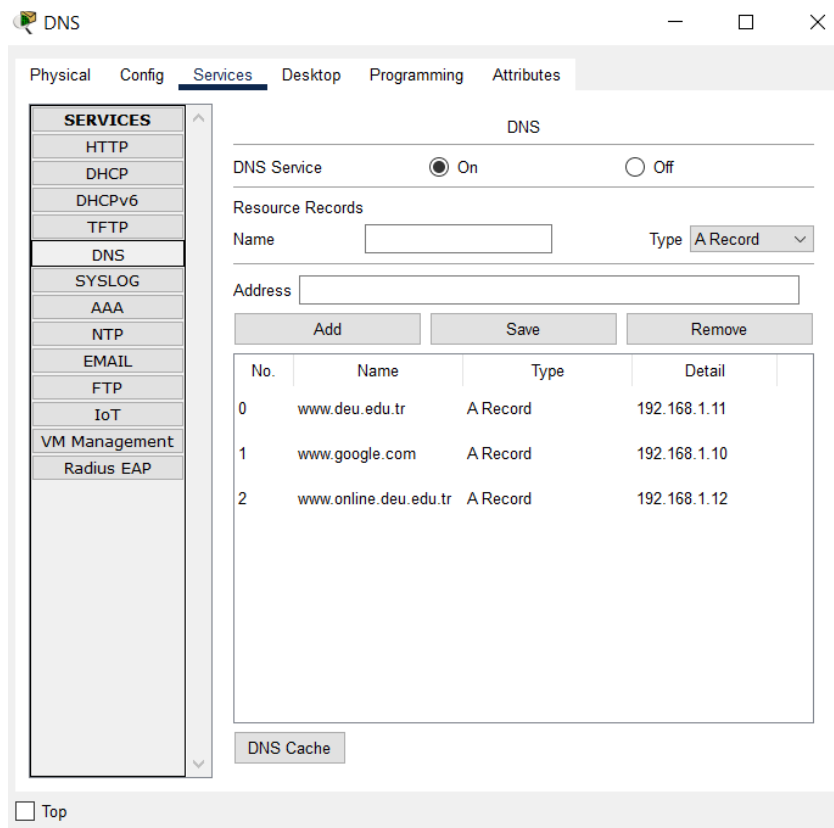 DNS
Physical Config Services Desktop Programming Attributes
SERVICES
HTTP
DHCP
DHCPv6
TFTP
DNS
SYSLOG
AAA
NTP
EMAIL
FTP
IoT
VM Management
Radius EAP
DNS
DNS Service On Off
Resource Records
Name Type A Record
Address
Add Save Remove
No. Name Type Detail
0 www.deu.edu.tr A Record 192.168.1.11
1 www.google.com A Record 192.168.1.10
2 www.online.deu.edu.tr A Record 192.168.1.12
DNS Cache
Top